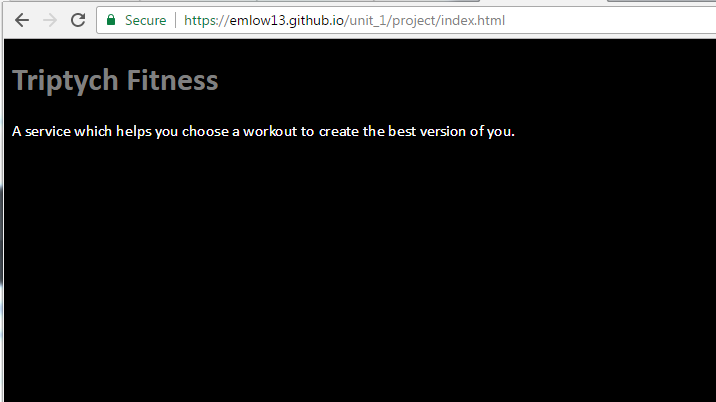 Secure https://emlow13.github.io/unit_1/project/index.html
Triptych Fitness
A service which helps you choose a workout to create the best version of you.